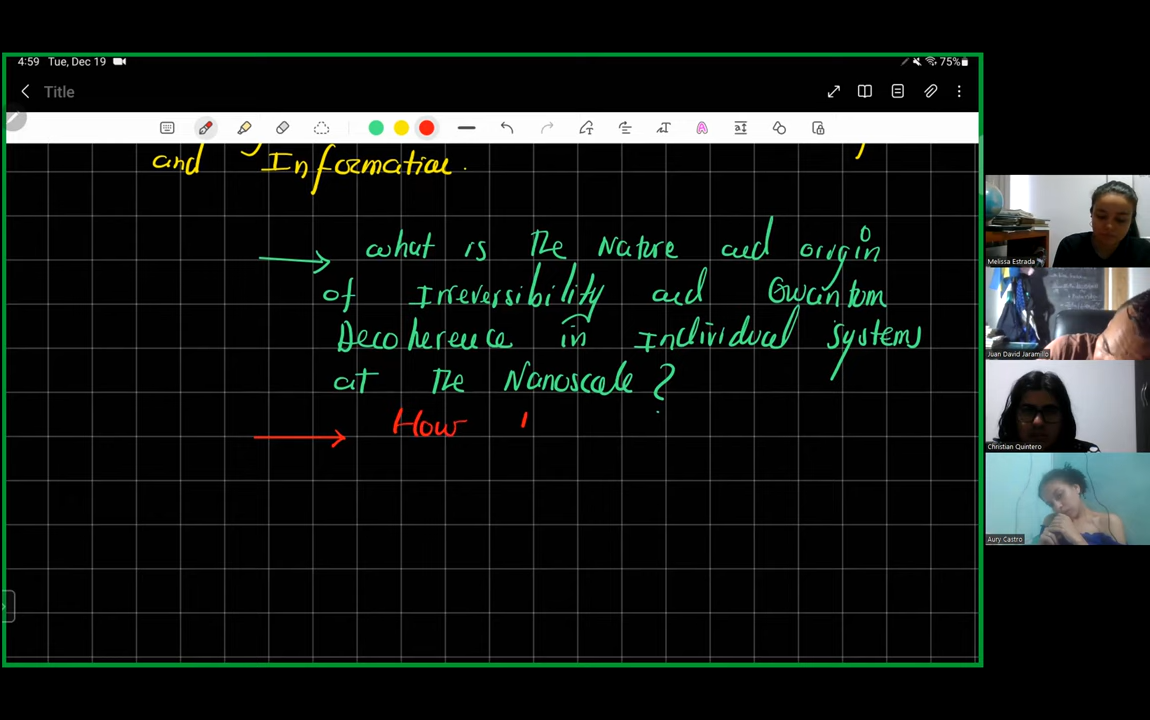 4:59 Tue, Dec 19 75%
Title
and Information.
what is The Nature and origin
of Irreversibility and Quantom
Decoherence in Individual systems
at The Nanoscale?
How
Melissa Estrada
Juan David Jaramillo
Christian Quintero
Aury Castro